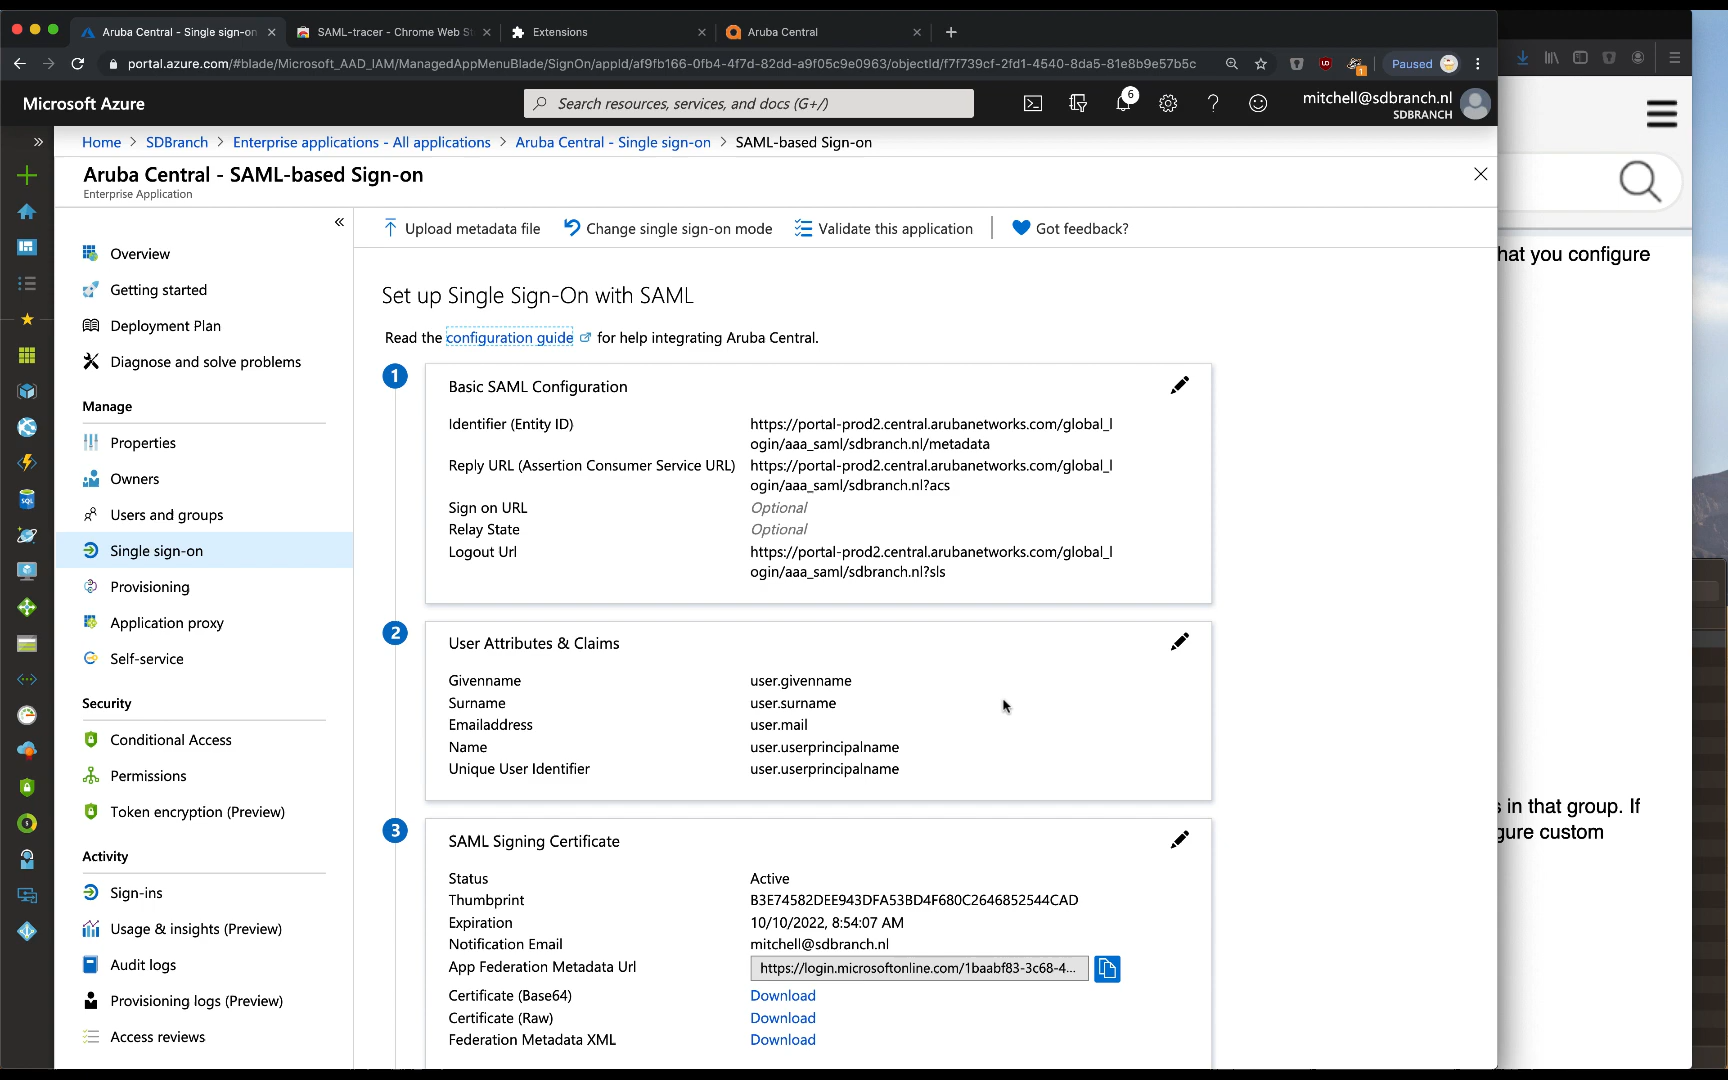 Aruba Central - Single sign-on
SAML-tracer - Chrome Web S
Extensions
Aruba Central
portal.azure.com/#blade/Microsoft_AAD_IAM/ManagedAppMenuBlade/SignOn/appId/af9fb166-0fb4-4f7d-82dd-a9f05c9e0963/objectId/f7f739cf-2fd1-4540-8da5-81e8b9e57b5c
Paused
Microsoft Azure
Search resources, services, and docs (G+/)
6
mitchell@sdbranch.nl
SDBRANCH
Home > SDBranch > Enterprise applications - All applications > Aruba Central - Single sign-on > SAML-based Sign-on
Aruba Central - SAML-based Sign-on
Enterprise Application
Overview
Getting started
Deployment Plan
Diagnose and solve problems
Manage
Properties
Owners
Users and groups
Single sign-on
Provisioning
Application proxy
Self-service
Security
Conditional Access
Permissions
Token encryption (Preview)
Activity
Sign-ins
Usage & insights (Preview)
Audit logs
Provisioning logs (Preview)
Access reviews
Upload metadata file
Change single sign-on mode
Validate this application
Got feedback?
Set up Single Sign-On with SAML
Read the configuration guide for help integrating Aruba Central.
1
Basic SAML Configuration
Identifier (Entity ID) https://portal-prod2.central.arubanetworks.com/global_l
ogin/aaa_saml/sdbranch.nl/metadata
Reply URL (Assertion Consumer Service URL) https://portal-prod2.central.arubanetworks.com/global_l
ogin/aaa_saml/sdbranch.nl?acs
Sign on URL Optional
Relay State Optional
Logout Url https://portal-prod2.central.arubanetworks.com/global_l
ogin/aaa_saml/sdbranch.nl?sls
2
User Attributes & Claims
Givenname user.givenname
Surname user.surname
Emailaddress user.mail
Name user.userprincipalname
Unique User Identifier user.userprincipalname
3
SAML Signing Certificate
Status Active
Thumbprint B3E74582DEE943DFA53BD4F680C2646852544CAD
Expiration 10/10/2022, 8:54:07 AM
Notification Email mitchell@sdbranch.nl
App Federation Metadata Url https://login.microsoftonline.com/1baabf83-3c68-4...
Certificate (Base64) Download
Certificate (Raw) Download
Federation Metadata XML Download
hat you configure
s in that group. If
gure custom